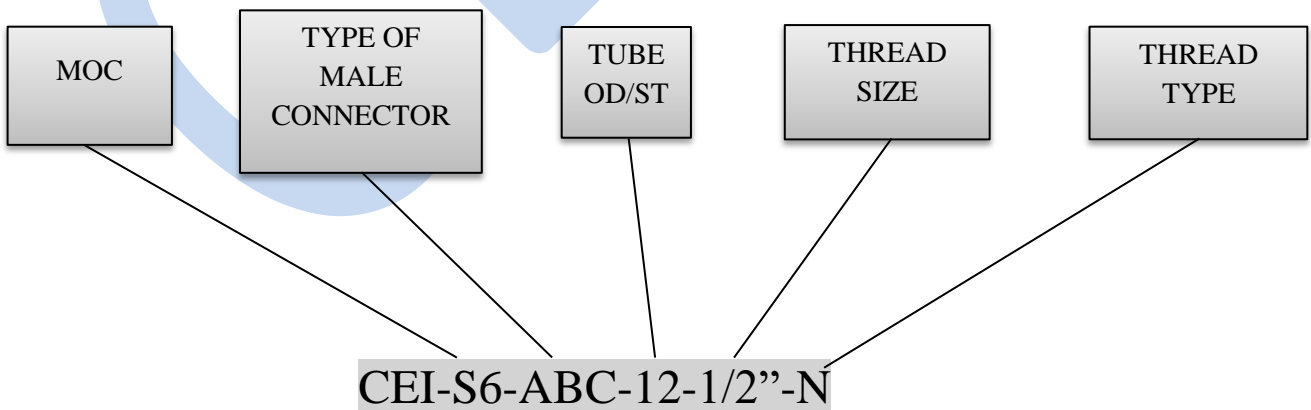 MOC
TYPE OF
MALE
CONNECTOR
TUBE
OD/ST
THREAD
SIZE
THREAD
TYPE
CEI-S6-ABC-12-1/2”-N